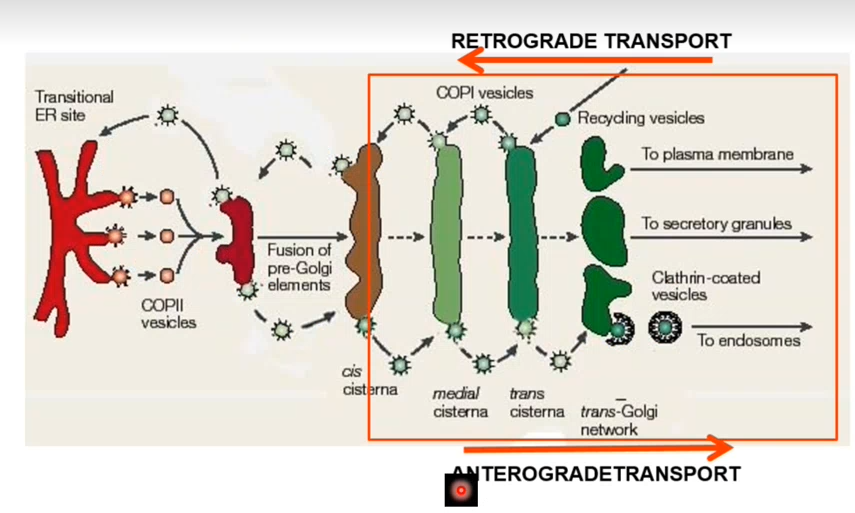 RETROGRADE TRANSPORT
Transitional
ER site
COPI vesicles
Recycling vesicles
To plasma membrane
To secretory granules
Fusion of
pre-Golgi
elements
Clathrin-coated
vesicles
COPII
vesicles
To endosomes
cis
cisterna
medial
cisterna
trans
cisterna
trans-Golgi
network
ANTEROGRADETRANSPORT